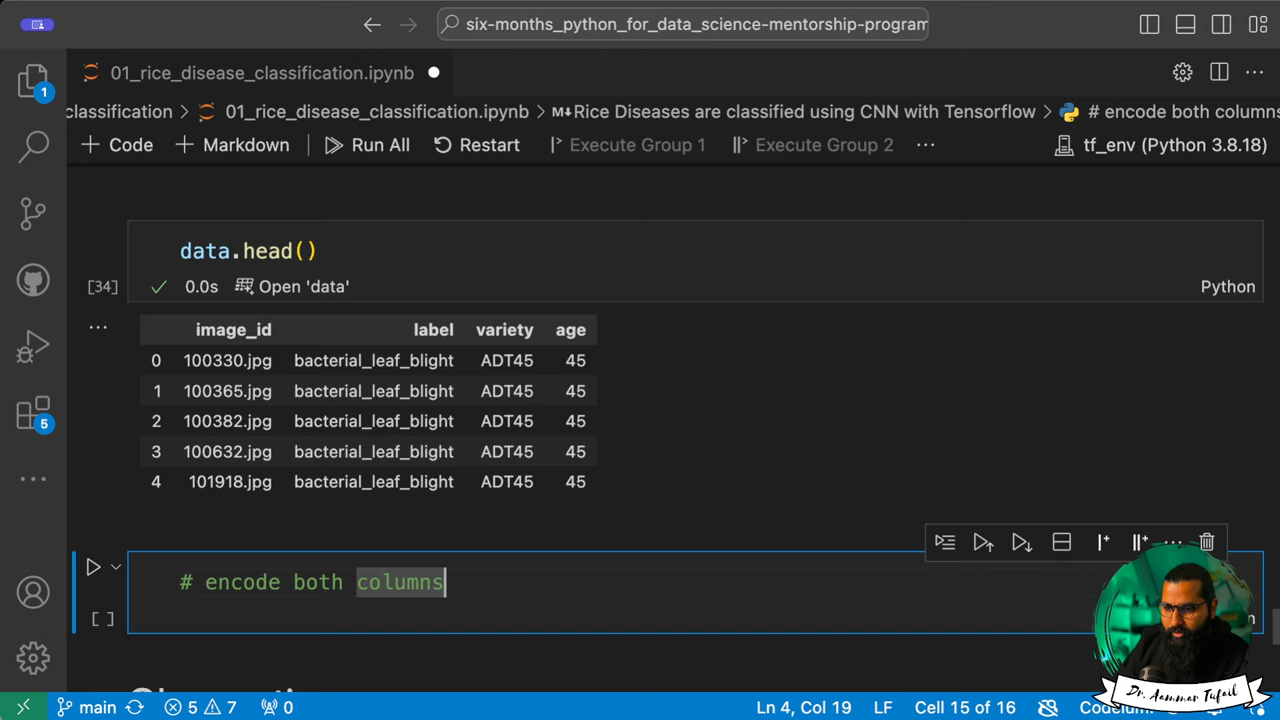 six-months_python_for_data_science-mentorship-program
01_rice_disease_classification.ipynb
1
classification > 01_rice_disease_classification.ipynb > M↓Rice Diseases are classified using CNN with Tensorflow > # encode both columns
+ Code + Markdown Run All Restart Execute Group 1 Execute Group 2 ... tf_env (Python 3.8.18)
data.head()
[34] 0.0s Open 'data' Python
... image_id label variety age
0 100330.jpg bacterial_leaf_blight ADT45 45
1 100365.jpg bacterial_leaf_blight ADT45 45
2 100382.jpg bacterial_leaf_blight ADT45 45
5
3 100632.jpg bacterial_leaf_blight ADT45 45
4 101918.jpg bacterial_leaf_blight ADT45 45
# encode both columns
[ ]
Dr. Aammar Tufail
main 5 7 0 Ln 4, Col 19 LF Cell 15 of 16